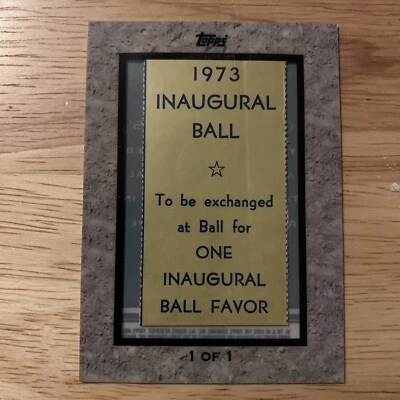 Topps
1973
INAUGURAL
BALL
☆
To be exchanged
at Ball for
ONE
INAUGURAL
BALL FAVOR
1 OF 1